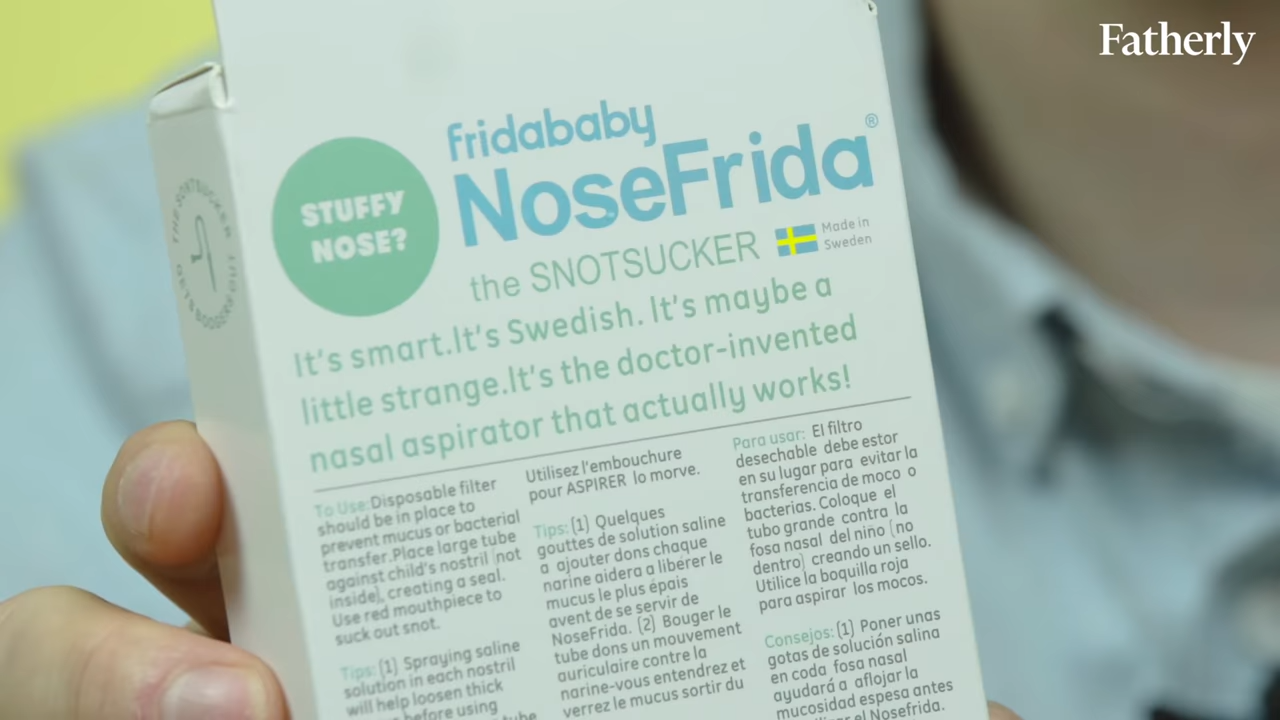 Fatherly
fridababy
NoseFrida®
STUFFY
NOSE?
the SNOTSUCKER
Made in
Sweden
It's smart.It's Swedish. It's maybe a
little strange.It's the doctor-invented
nasal aspirator that actually works!
To Use: Disposable filter
should be in place to
prevent mucus or bacterial
transfer.Place large tube
against child's nostril (not
inside), creating a seal.
Use red mouthpiece to
suck out snot.
Tips: (1) Spraying saline
solution in each nostril
will help loosen thick
before using
tube
Utilisez l'embouchure
pour ASPIRER lo morve.
Tips: (1) Quelques
gouttes de solution saline
a ajouter dons chaque
narine aidera a libérer le
mucus le plus épais
avent de se servir de
NoseFrida. (2) Bouger le
tube dons un mouvement
auriculaire contre la
narine-vous entendrez et
verrez le mucus sortir du
Para usar: El filtro
desechable debe estor
en su lugar para evitar la
transferencia de moco o
bacterias. Coloque el
tubo grande contra la
fosa nasal del niño (no
dentro) creando un sello.
Utilice la boquilla roja
para aspirar los mocos.
Consejos: (1) Poner unas
gotas de solución salina
en coda fosa nasal
ayudará a aflojar la
mucosidad espesa antes
el Nosefrida.
THE SNOTSUCKER